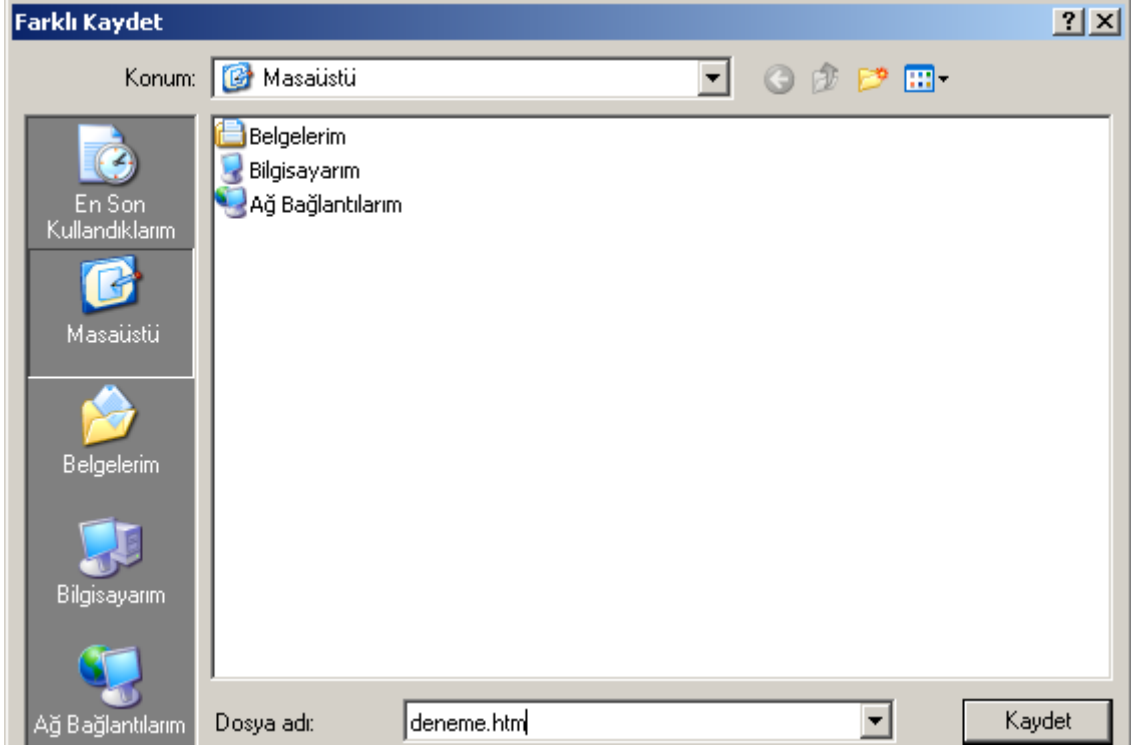 Farklı Kaydet
Konum:
Masaüstü
En Son
Kullandıklarım
Masaüstü
Belgelerim
Bilgisayarım
Ağ Bağlantılarım
Belgelerim
Bilgisayarım
Ağ Bağlantılarım
Dosya adı:
deneme.htm
Kaydet